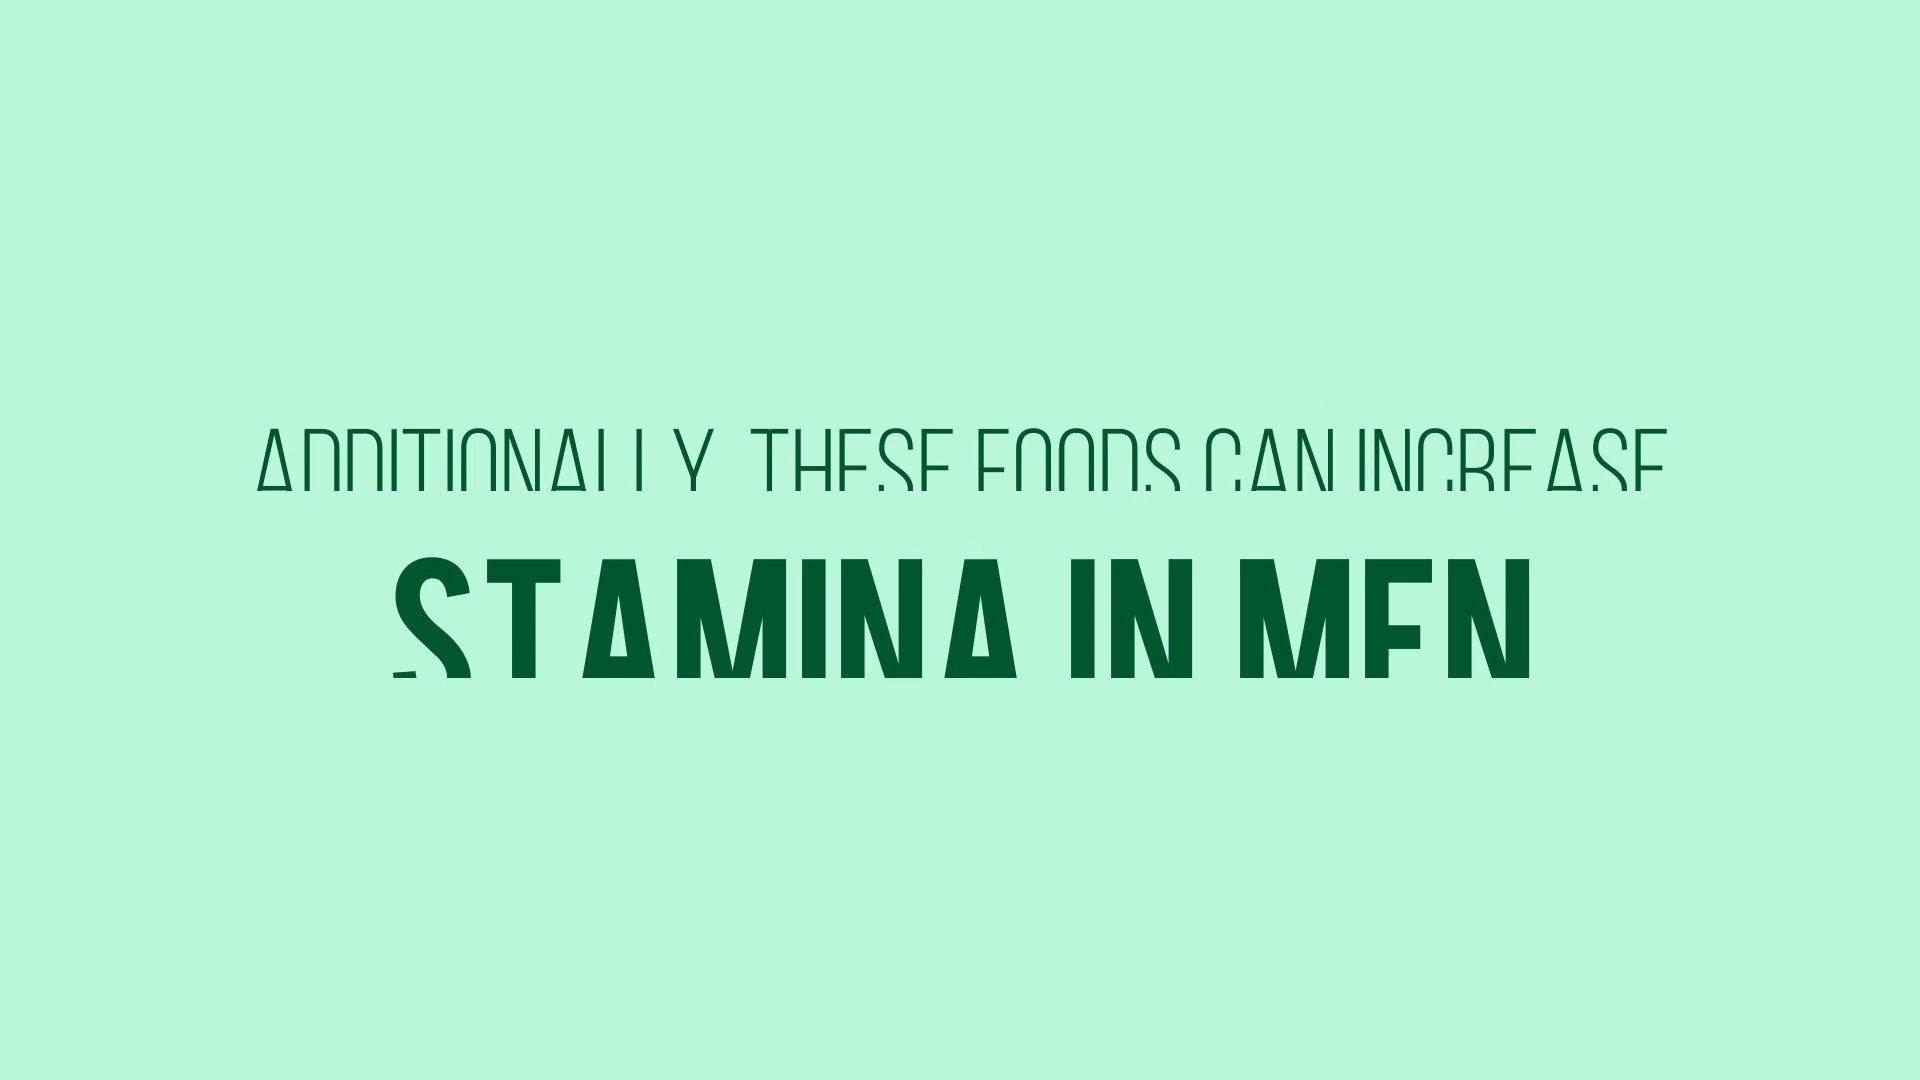 ADDITIONALLY, THESE FOODS CAN INCREASE
STAMINA IN MEN